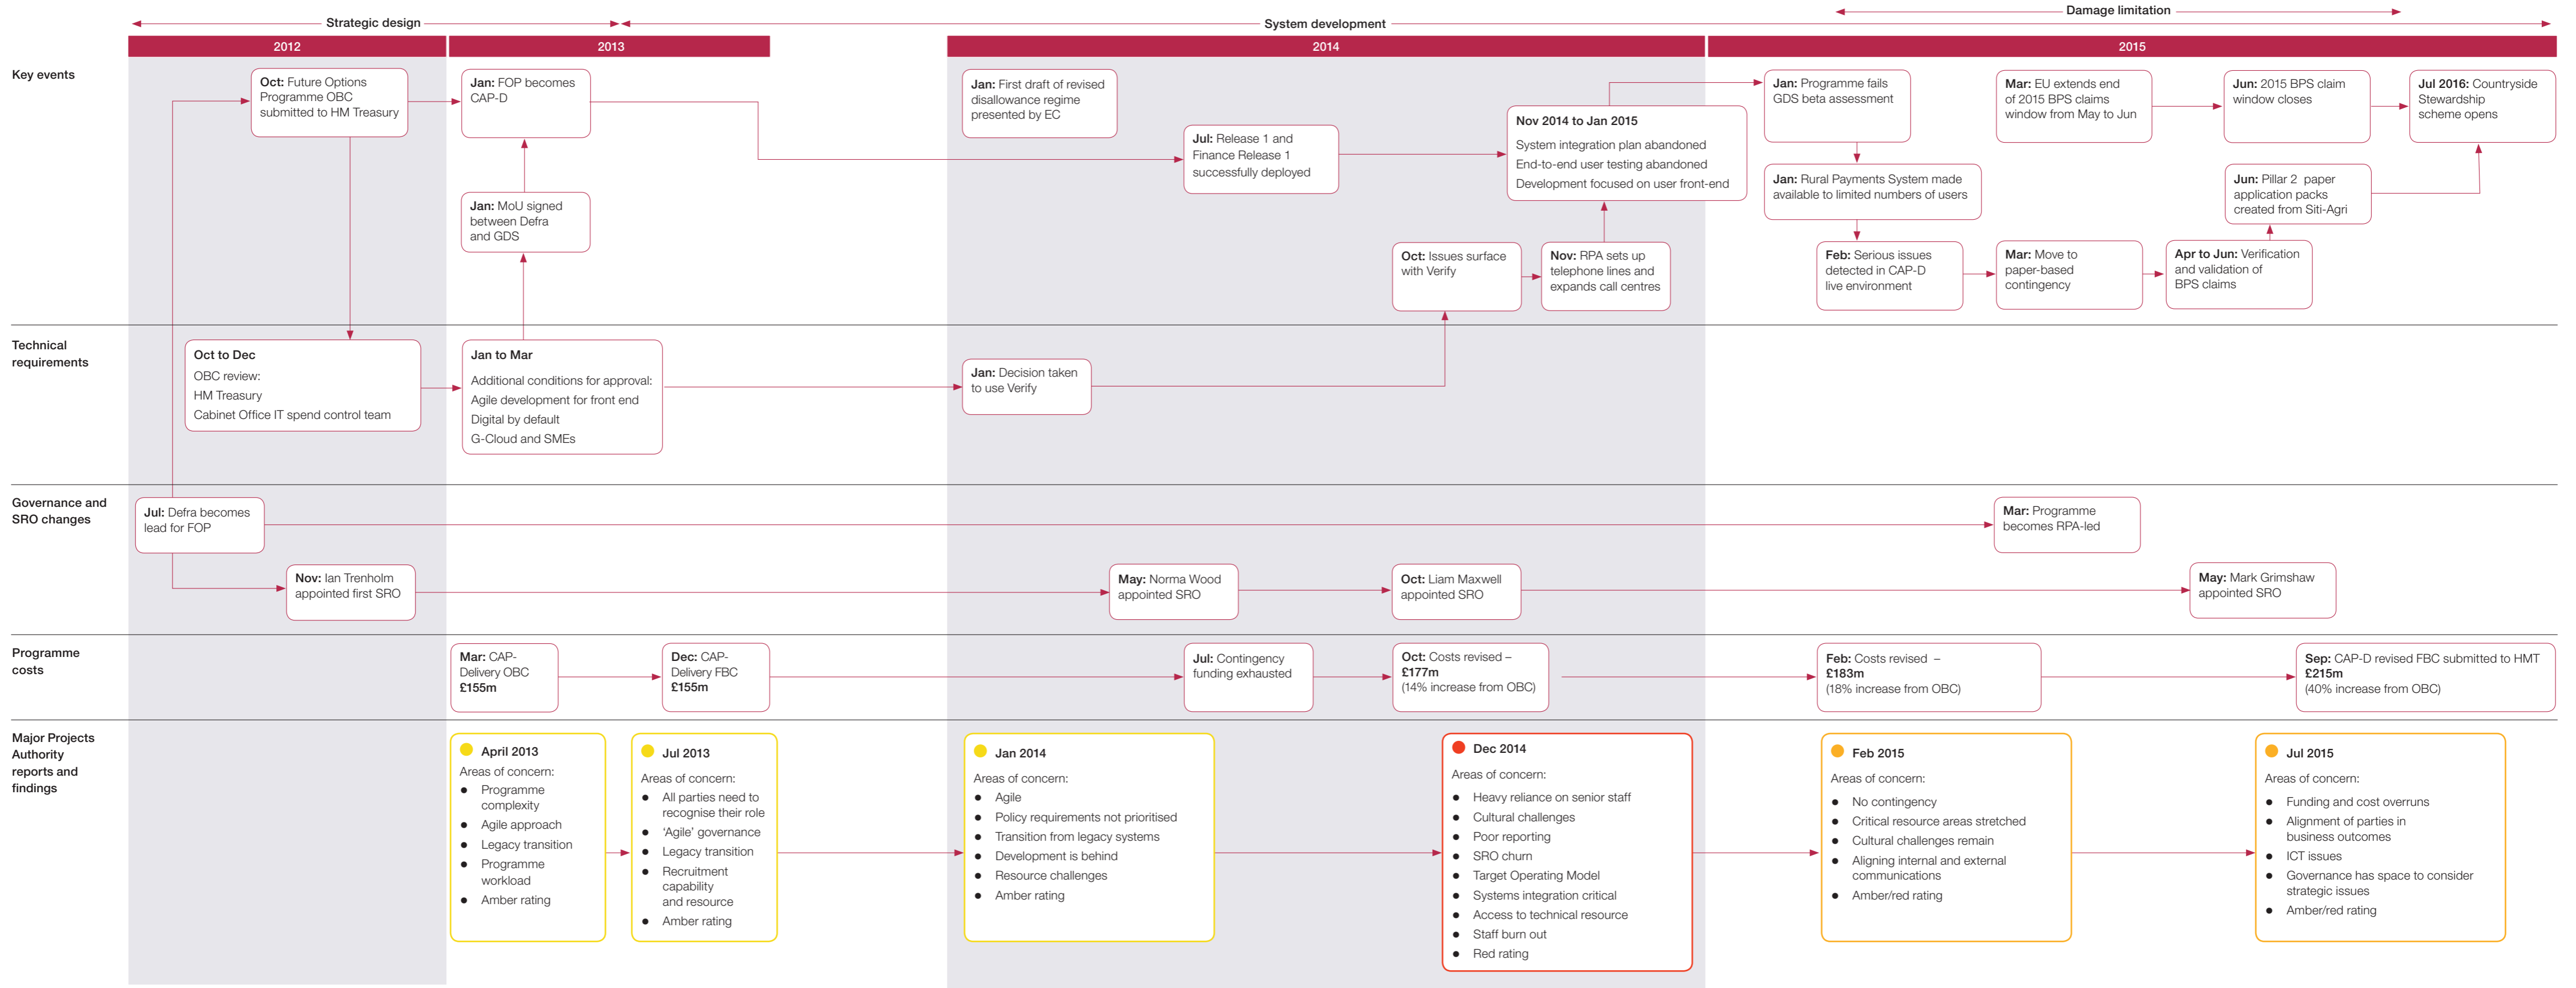 Strategic design
System development
Damage limitation
2012
2013
2014
2015
Key events
Oct: Future Options
Programme OBC
submitted to HM Treasury
Jan: FOP becomes
CAP-D
Jan: MoU signed
between Defra
and GDS
Jan: First draft of revised
disallowance regime
presented by EC
Jul: Release 1 and
Finance Release 1
successfully deployed
Nov 2014 to Jan 2015
System integration plan abandoned
End-to-end user testing abandoned
Development focused on user front-end
Oct: Issues surface
with Verify
Nov: RPA sets up
telephone lines and
expands call centres
Jan: Programme fails
GDS beta assessment
Jan: Rural Payments System made
available to limited numbers of users
Feb: Serious issues
detected in CAP-D
live environment
Mar: EU extends end
of 2015 BPS claims
window from May to Jun
Mar: Move to
paper-based
contingency
Jun: 2015 BPS claim
window closes
Jun: Pillar 2 paper
application packs
created from Siti-Agri
Apr to Jun: Verification
and validation of
BPS claims
Jul 2016: Countryside
Stewardship
scheme opens
Technical
requirements
Oct to Dec
OBC review:
HM Treasury
Cabinet Office IT spend control team
Jan to Mar
Additional conditions for approval:
Agile development for front end
Digital by default
G-Cloud and SMEs
Jan: Decision taken
to use Verify
Governance and
SRO changes
Jul: Defra becomes
lead for FOP
Nov: Ian Trenholm
appointed first SRO
May: Norma Wood
appointed SRO
Oct: Liam Maxwell
appointed SRO
Mar: Programme
becomes RPA-led
May: Mark Grimshaw
appointed SRO
Programme
costs
Mar: CAP-
Delivery OBC
£155m
Dec: CAP-
Delivery FBC
£155m
Jul: Contingency
funding exhausted
Oct: Costs revised –
£177m
(14% increase from OBC)
Feb: Costs revised –
£183m
(18% increase from OBC)
Sep: CAP-D revised FBC submitted to HMT
£215m
(40% increase from OBC)
Major Projects
Authority
reports and
findings
April 2013
Areas of concern:
● Programme
complexity
● Agile approach
● Legacy transition
● Programme
workload
● Amber rating
Jul 2013
Areas of concern:
● All parties need to
recognise their role
● ‘Agile’ governance
● Legacy transition
● Recruitment
capability
and resource
● Amber rating
Jan 2014
Areas of concern:
● Agile
● Policy requirements not prioritised
● Transition from legacy systems
● Development is behind
● Resource challenges
● Amber rating
Dec 2014
Areas of concern:
● Heavy reliance on senior staff
● Cultural challenges
● Poor reporting
● SRO churn
● Target Operating Model
● Systems integration critical
● Access to technical resource
● Staff burn out
● Red rating
Feb 2015
Areas of concern:
● No contingency
● Critical resource areas stretched
● Cultural challenges remain
● Aligning internal and external
communications
● Amber/red rating
Jul 2015
Areas of concern:
● Funding and cost overruns
● Alignment of parties in
business outcomes
● ICT issues
● Governance has space to consider
strategic issues
● Amber/red rating